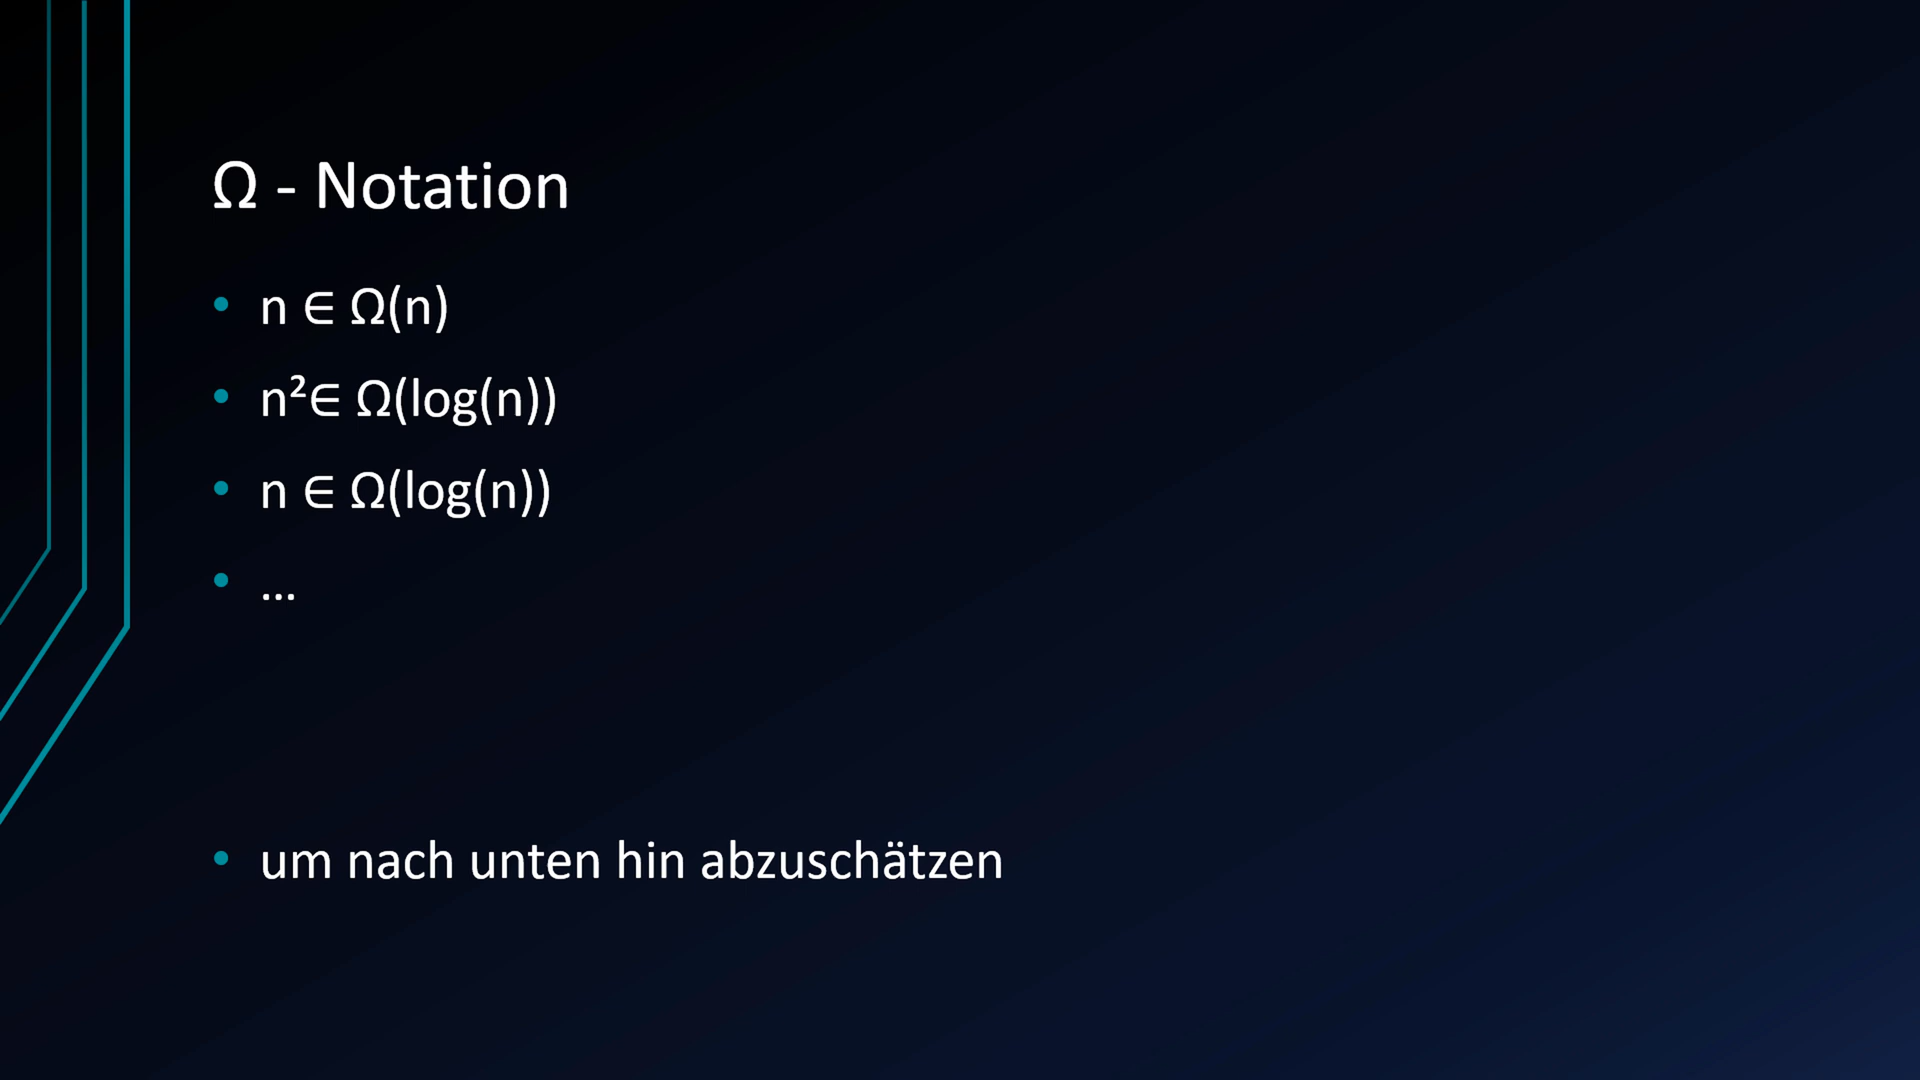 Ω - Notation
• n ∈ Ω(n)
• n²∈ Ω(log(n))
• n ∈ Ω(log(n))
• ...
• um nach unten hin abzuschätzen